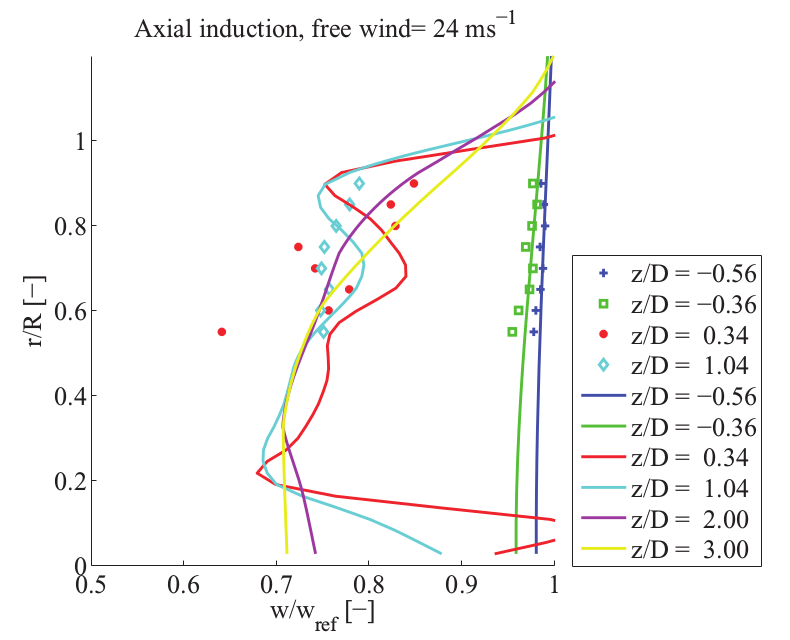 Axial induction, free wind= 24 ms⁻¹
1
0.8
0.6
0.4
0.2
0
r/R [−]
0.5 0.6 0.7 0.8 0.9 1
w/w_ref [−]
z/D = −0.56
z/D = −0.36
z/D = 0.34
z/D = 1.04
z/D = −0.56
z/D = −0.36
z/D = 0.34
z/D = 1.04
z/D = 2.00
z/D = 3.00